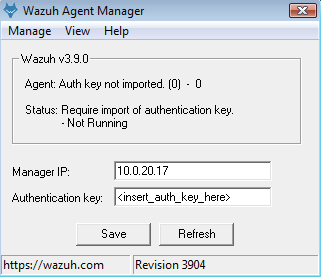 Wazuh Agent Manager
Manage View Help
Wazuh v3.9.0
Agent: Auth key not imported. (0) - 0
Status: Require import of authentication key.
- Not Running
Manager IP: 10.0.20.17
Authentication key: <insert_auth_key_here>
Save Refresh
https://wazuh.com Revision 3904